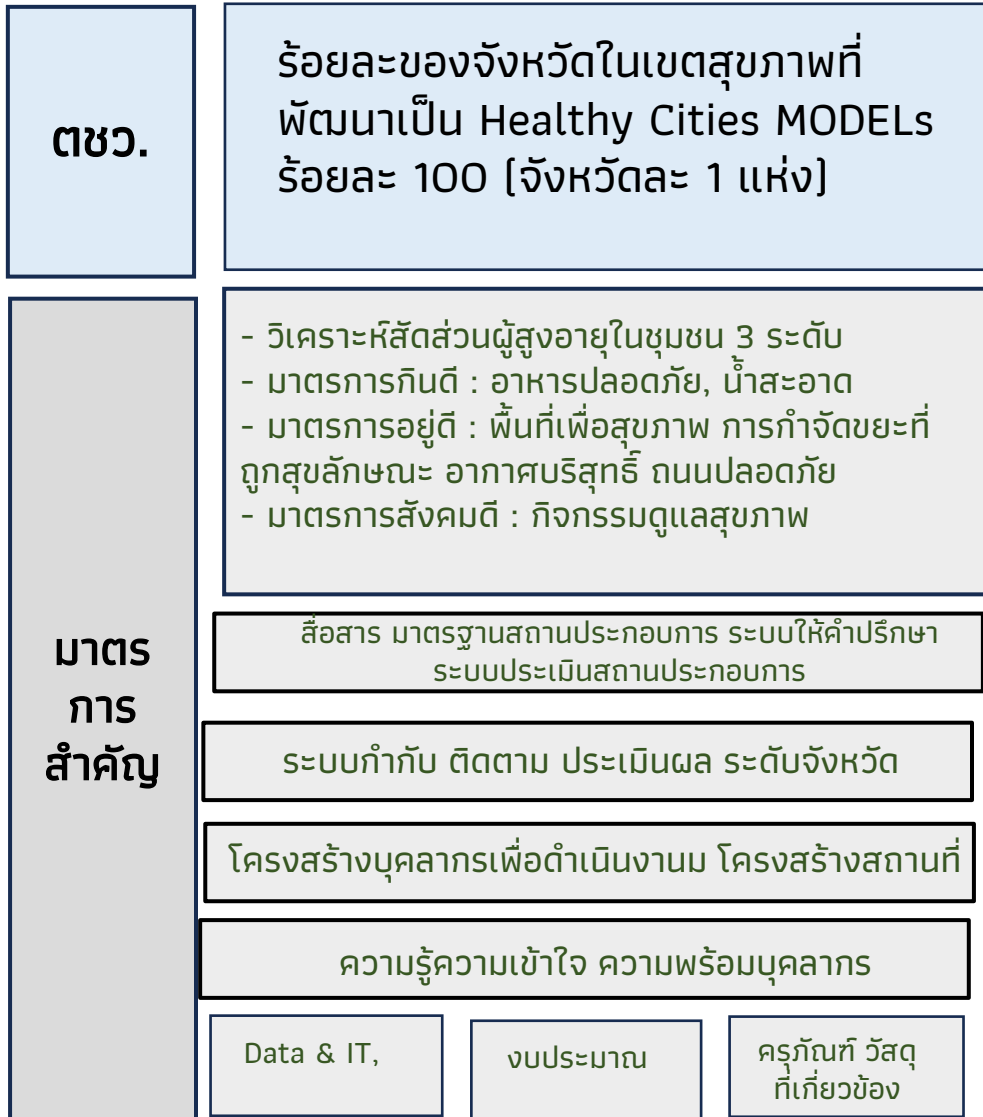 ตชว.
ร้อยละของจังหวัดในเขตสุขภาพที่
พัฒนาเป็น Healthy Cities MODELs
ร้อยละ 100 (จังหวัดละ 1 แห่ง)
มาตร
การ
สำคัญ
- วิเคราะห์สัดส่วนผู้สูงอายุในชุมชน 3 ระดับ
- มาตรการกินดี : อาหารปลอดภัย, น้ำสะอาด
- มาตรการอยู่ดี : พื้นที่เพื่อสุขภาพ การกำจัดขยะที่
ถูกสุขลักษณะ อากาศบริสุทธิ์ ถนนปลอดภัย
- มาตรการสังคมดี : กิจกรรมดูแลสุขภาพ
สื่อสาร มาตรฐานสถานประกอบการ ระบบให้คำปรึกษา
ระบบประเมินสถานประกอบการ
ระบบกำกับ ติดตาม ประเมินผล ระดับจังหวัด
โครงสร้างบุคลากรเพื่อดำเนินงานม โครงสร้างสถานที่
ความรู้ความเข้าใจ ความพร้อมบุคลากร
Data & IT,
งบประมาณ
ครุภัณฑ์ วัสดุ
ที่เกี่ยวข้อง